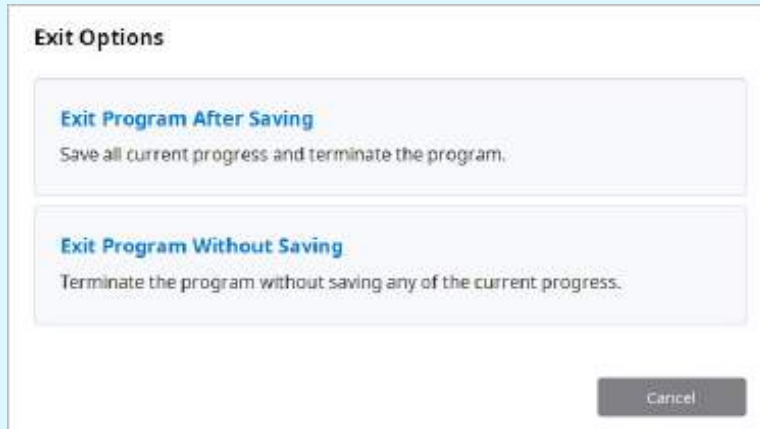 Exit Options
Exit Program After Saving
Save all current progress and terminate the program.
Exit Program Without Saving
Terminate the program without saving any of the current progress.
Cancel